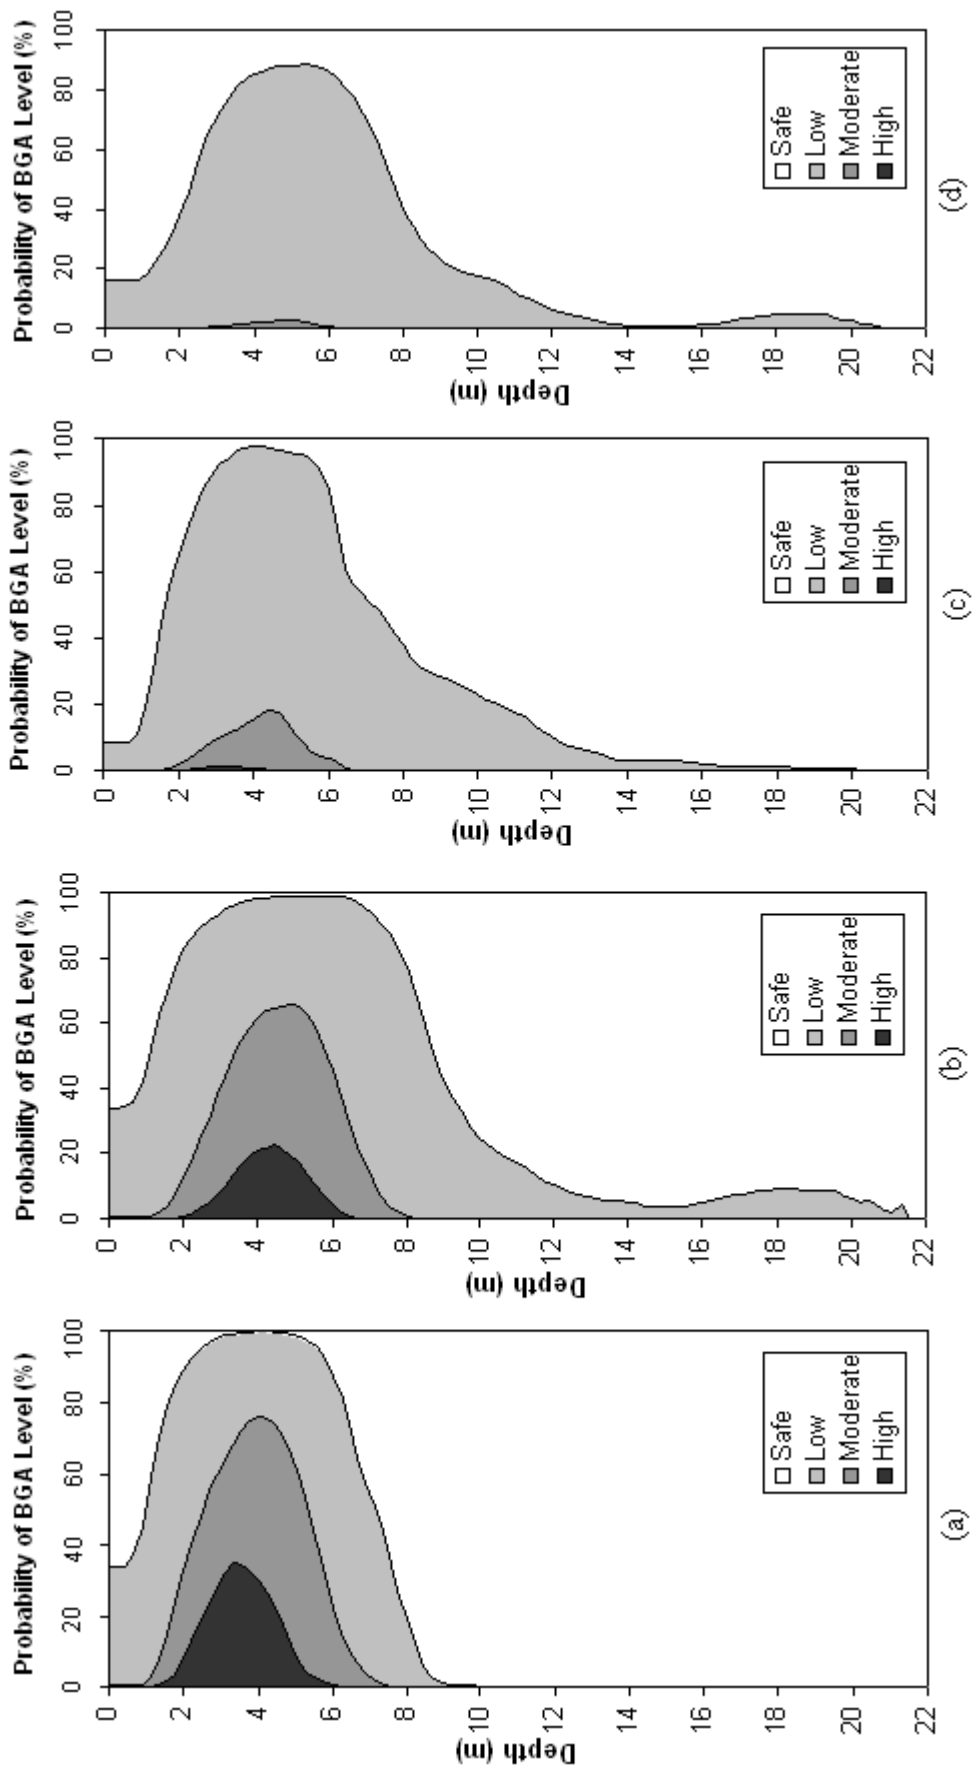 Probability of BGA Level (%)
0 20 40 60 80 100
0
2
4
6
8
10
12
14
16
18
20
22
Depth (m)
Safe
Low
Moderate
High
(a)
Probability of BGA Level (%)
0 20 40 60 80 100
0
2
4
6
8
10
12
14
16
18
20
22
Depth (m)
Safe
Low
Moderate
High
(b)
Probability of BGA Level (%)
0 20 40 60 80 100
0
2
4
6
8
10
12
14
16
18
20
22
Depth (m)
Safe
Low
Moderate
High
(c)
Probability of BGA Level (%)
0 20 40 60 80 100
0
2
4
6
8
10
12
14
16
18
20
22
Depth (m)
Safe
Low
Moderate
High
(d)